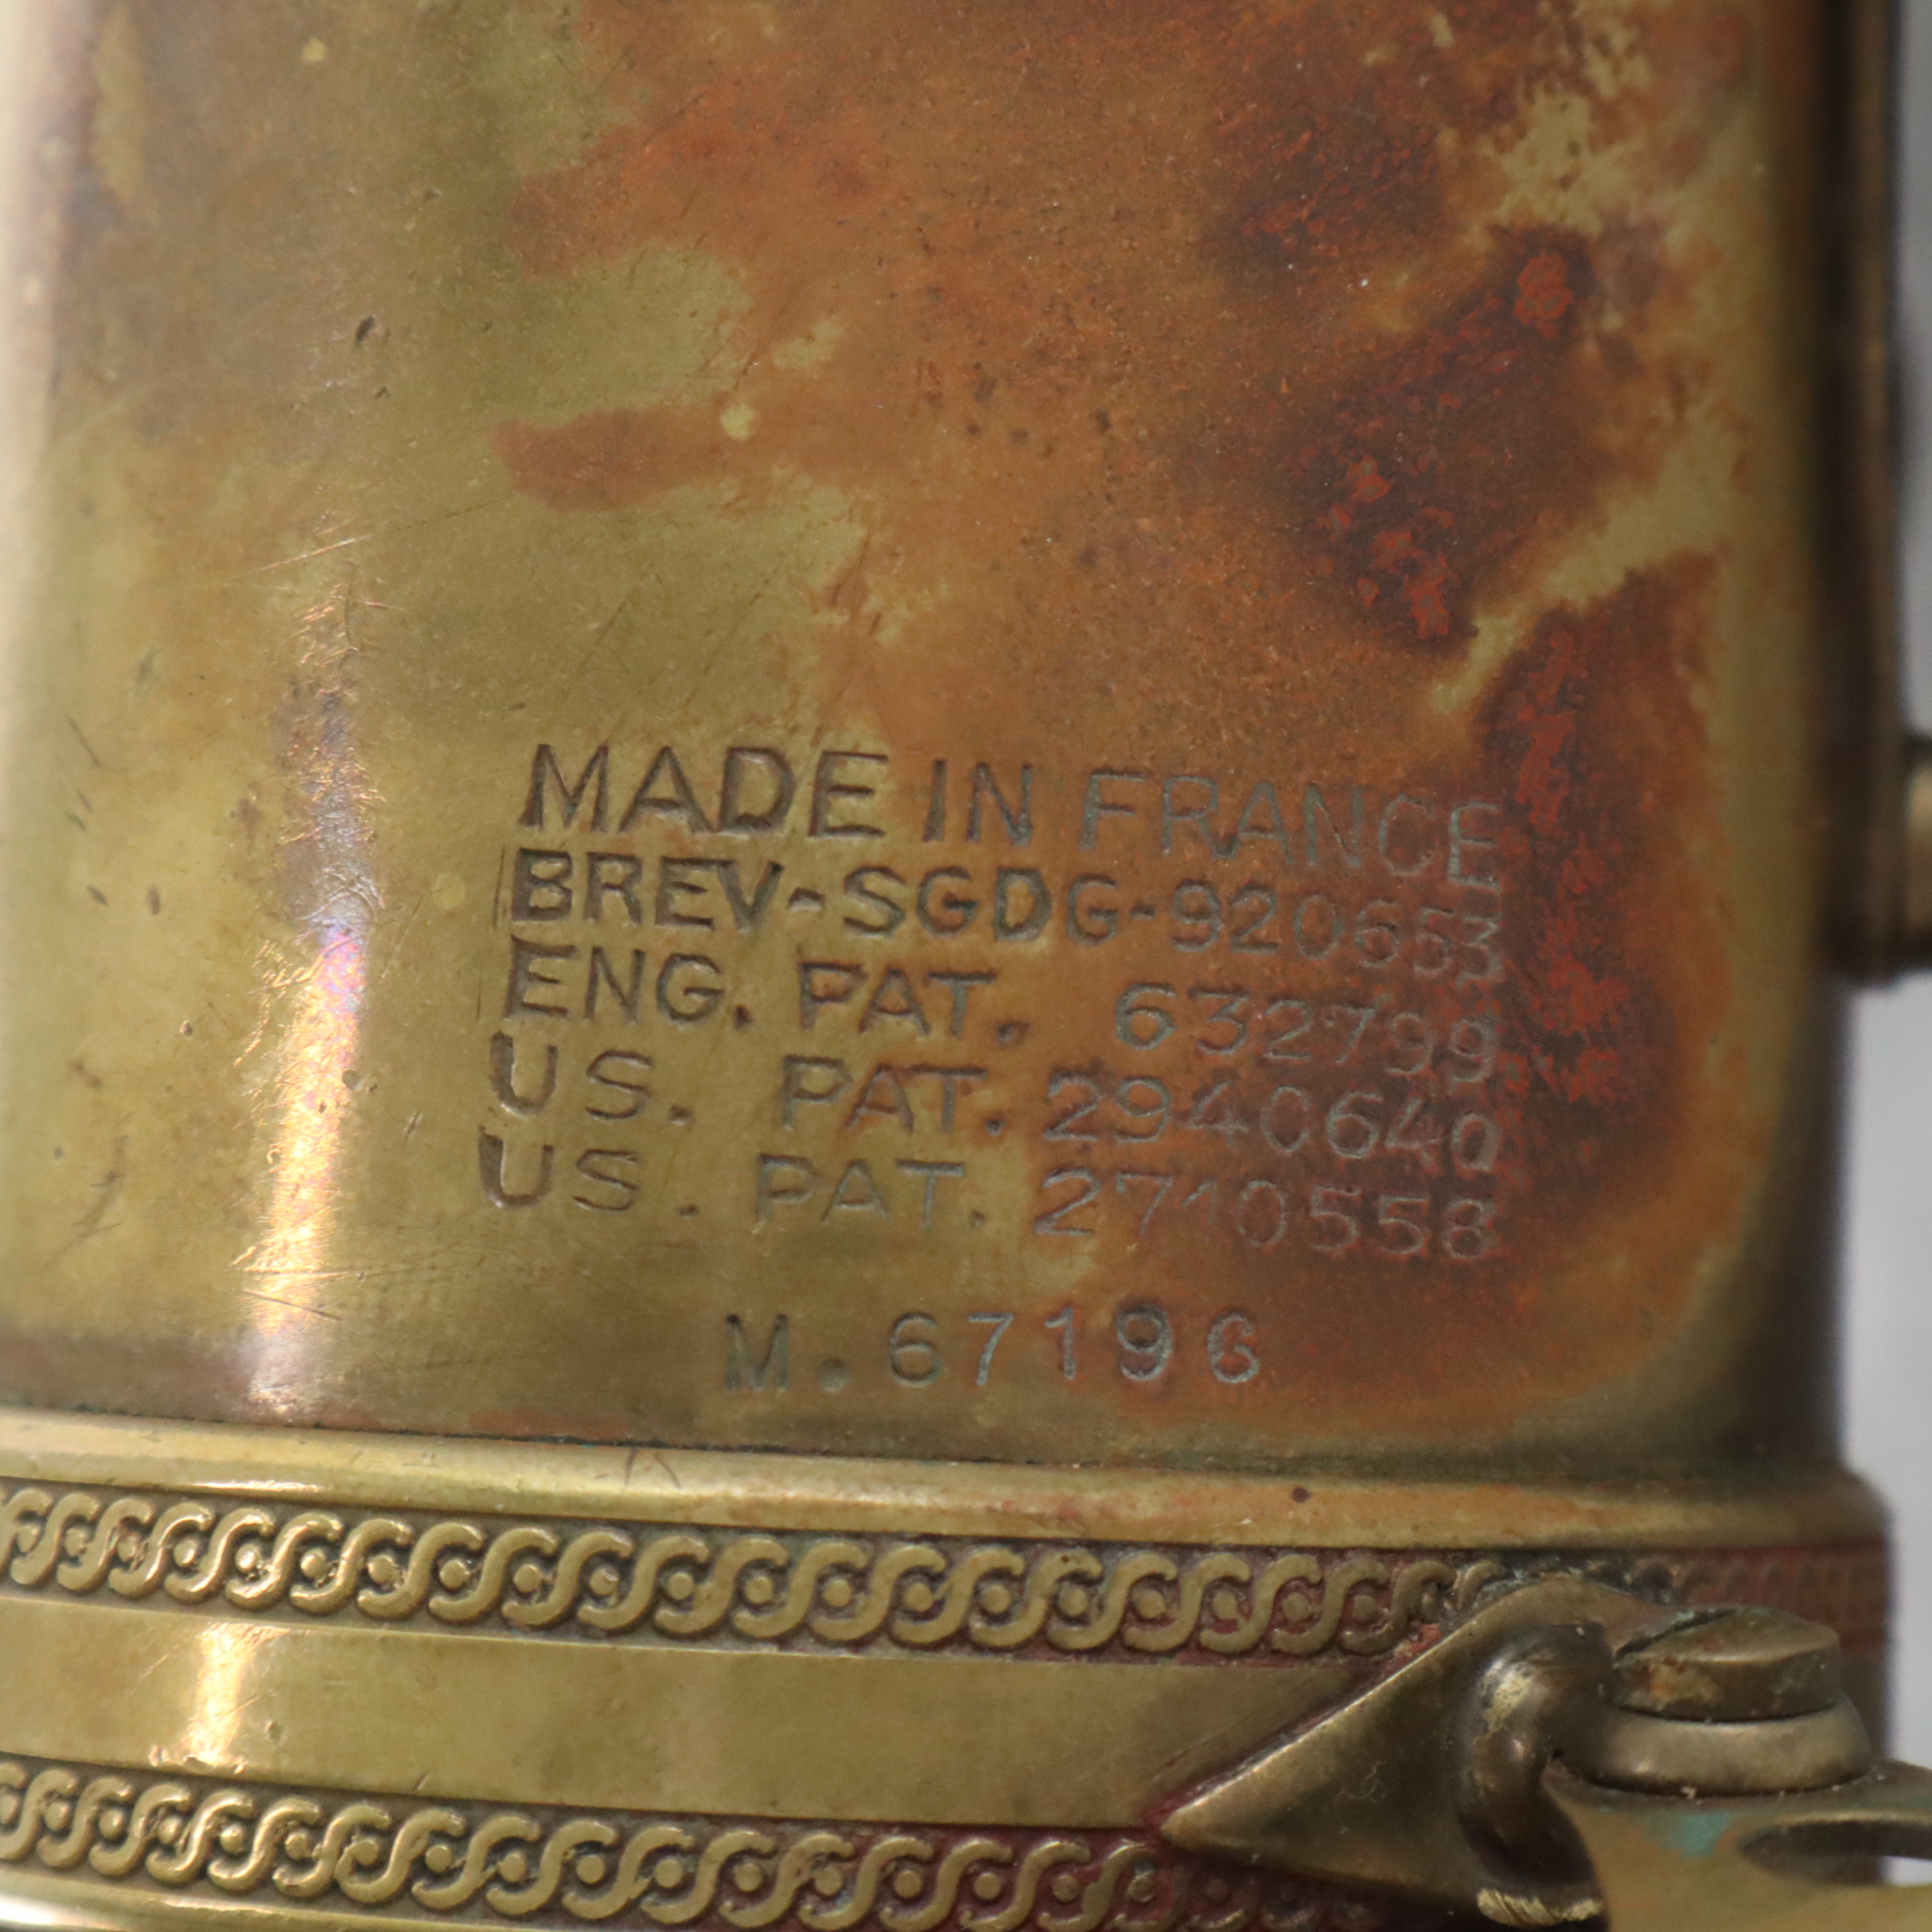 MADE IN FRANCE
BREV-SGDG-920653
ENG. PAT. 632799
US. PAT. 2940640
US. PAT. 2710558
M. 67196